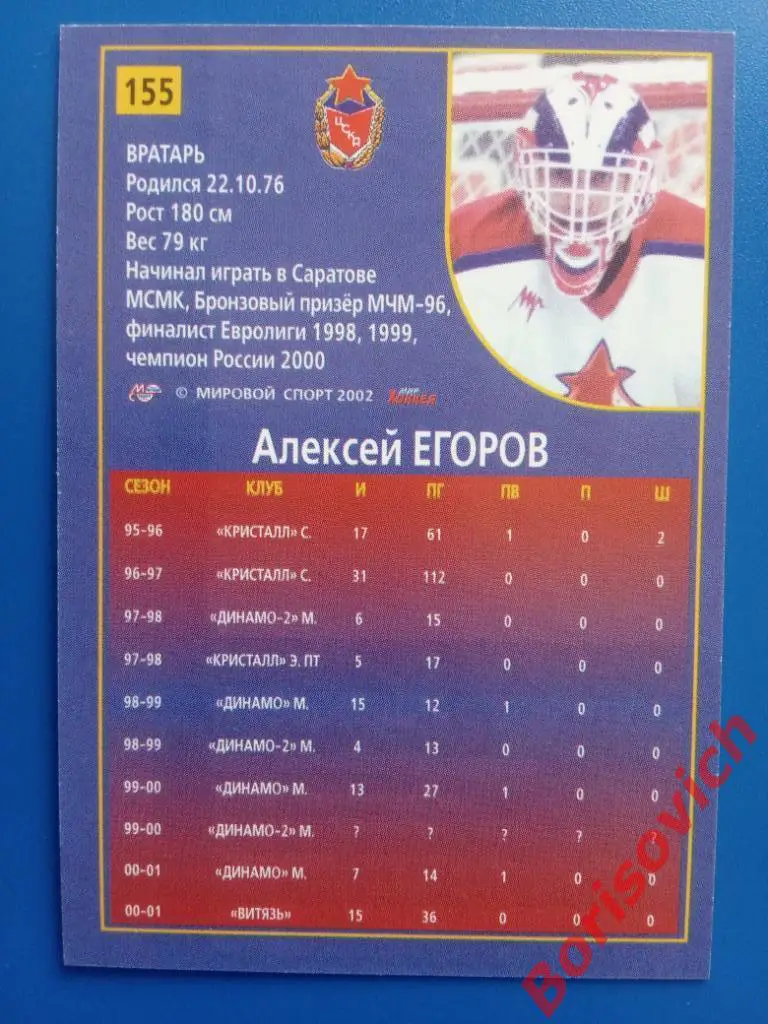 155
ЦСКА
ВРАТАРЬ
Родился 22.10.76
Рост 180 см
Вес 79 кг
Начинал играть в Саратове
МСМК, Бронзовый призёр МЧМ-96,
финалист Евролиги 1998, 1999,
чемпион России 2000
© МИРОВОЙ СПОРТ 2002 МИР ХОККЕЯ
Алексей ЕГОРОВ
СЕЗОН КЛУБ И ПГ ПВ П Ш
95-96 «КРИСТАЛЛ» С. 17 61 1 0 2
96-97 «КРИСТАЛЛ» С. 31 112 0 0 0
97-98 «ДИНАМО-2» М. 6 15 0 0 0
97-98 «КРИСТАЛЛ» Э. ПТ 5 17 0 0 0
98-99 «ДИНАМО» М. 15 12 1 0 0
98-99 «ДИНАМО-2» М. 4 13 0 0 0
99-00 «ДИНАМО» М. 13 27 1 0 0
99-00 «ДИНАМО-2» М. ? ? ? ? ?
00-01 «ДИНАМО» М. 7 14 1 0 0
00-01 «ВИТЯЗЬ» 15 36 0 0 0
Borisovich